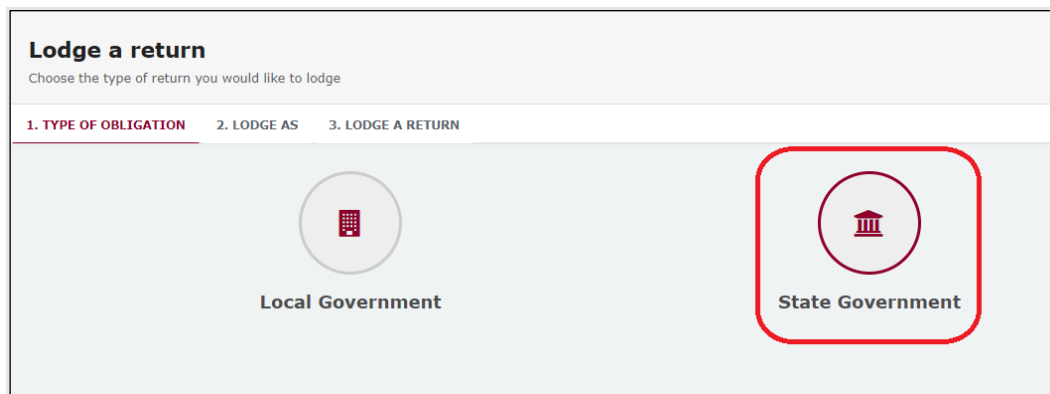 Lodge a return
Choose the type of return you would like to lodge
1. TYPE OF OBLIGATION 2. LODGE AS 3. LODGE A RETURN
Local Government State Government